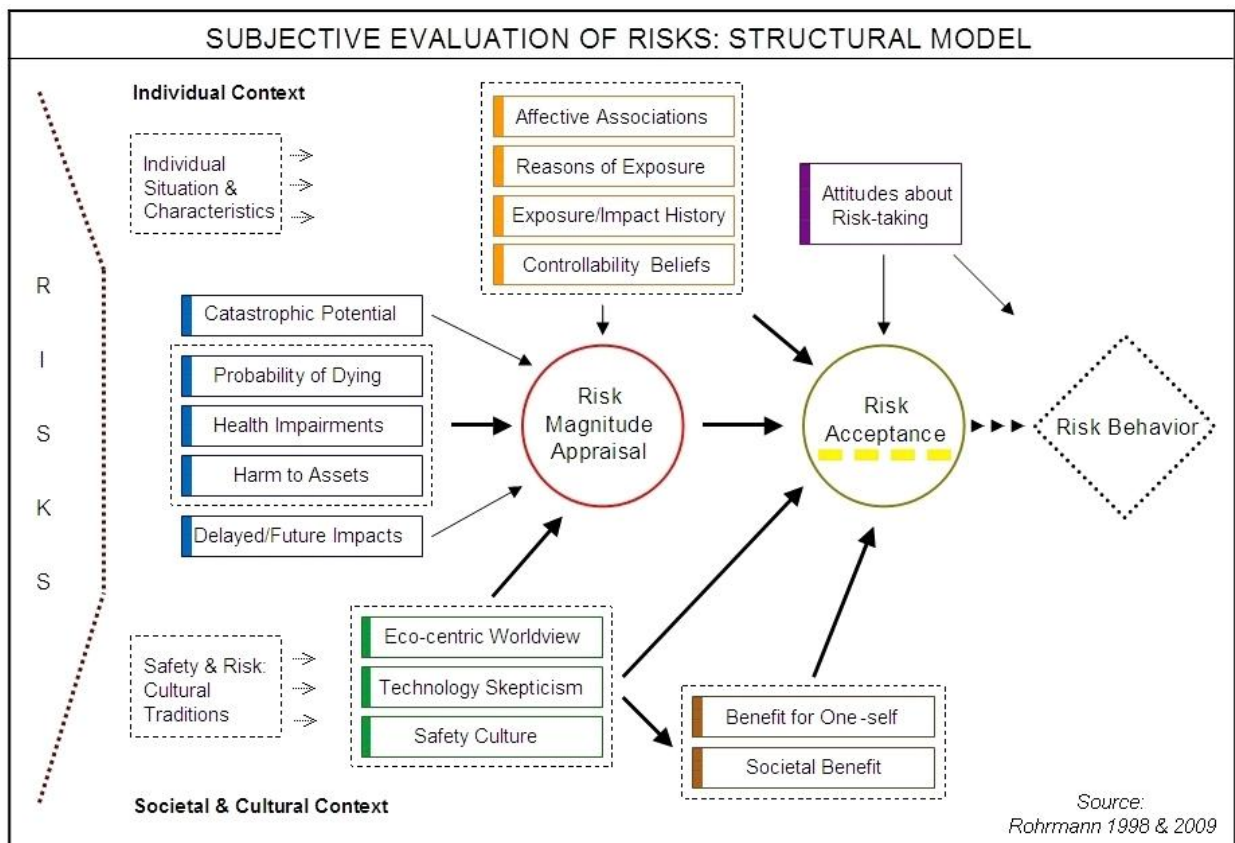 SUBJECTIVE EVALUATION OF RISKS: STRUCTURAL MODEL
Individual Context
Individual
Situation &
Characteristics
Affective Associations
Reasons of Exposure
Exposure/Impact History
Controllability Beliefs
Attitudes about
Risk-taking
R
I
S
K
S
Catastrophic Potential
Probability of Dying
Health Impairments
Harm to Assets
Delayed/Future Impacts
Risk
Magnitude
Appraisal
Risk
Acceptance
Risk Behavior
Safety & Risk:
Cultural
Traditions
Eco-centric Worldview
Technology Skepticism
Safety Culture
Benefit for One-self
Societal Benefit
Societal & Cultural Context
Source:
Rohrmann 1998 & 2009